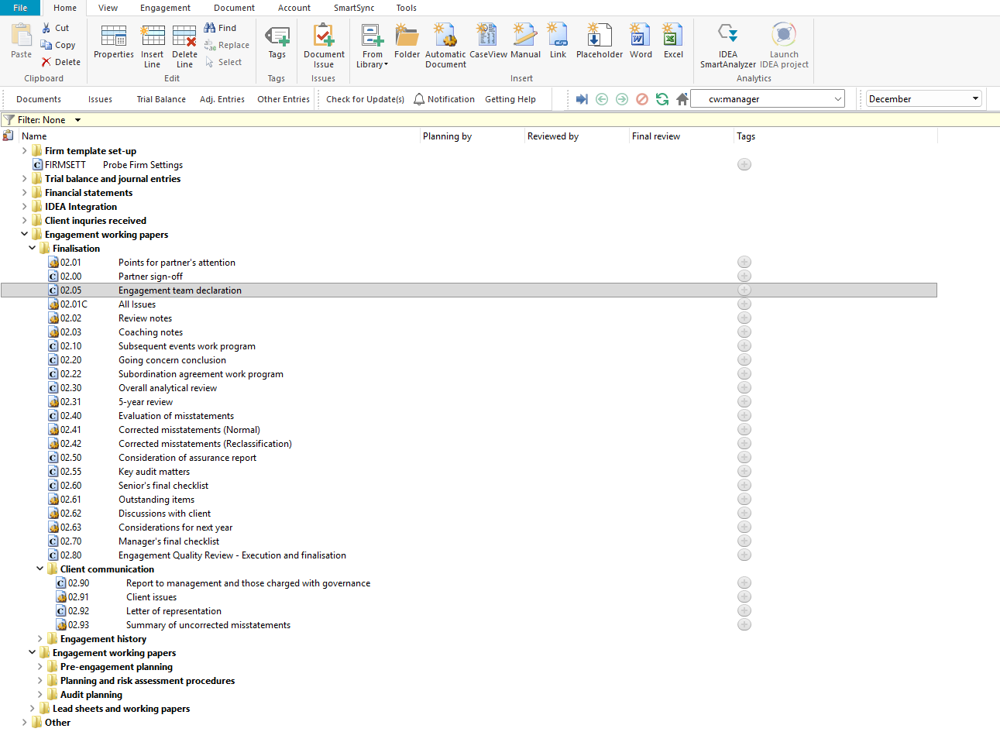 File Home View Engagement Document Account SmartSync Tools
Paste Cut Copy Delete Properties Insert Line Delete Line Find Replace Select Tags Document Issue From Library Folder Automatic Document CaseView Manual Link Placeholder Word Excel IDEA SmartAnalyzer Launch IDEA project
Clipboard Edit Tags Issues Insert Analytics
Documents Issues Trial Balance Adj. Entries Other Entries Check for Update(s) Notification Getting Help cw:manager December
Filter: None
Name Planning by Reviewed by Final review Tags
Firm template set-up
FIRMSETT Probe Firm Settings
Trial balance and journal entries
Financial statements
IDEA Integration
Client inquries received
Engagement working papers
Finalisation
02.01 Points for partner's attention
02.00 Partner sign-off
02.05 Engagement team declaration
02.01C All Issues
02.02 Review notes
02.03 Coaching notes
02.10 Subsequent events work program
02.20 Going concern conclusion
02.22 Subordination agreement work program
02.30 Overall analytical review
02.31 5-year review
02.40 Evaluation of misstatements
02.41 Corrected misstatements (Normal)
02.42 Corrected misstatements (Reclassification)
02.50 Consideration of assurance report
02.55 Key audit matters
02.60 Senior's final checklist
02.61 Outstanding items
02.62 Discussions with client
02.63 Considerations for next year
02.70 Manager's final checklist
02.80 Engagement Quality Review - Execution and finalisation
Client communication
02.90 Report to management and those charged with governance
02.91 Client issues
02.92 Letter of representation
02.93 Summary of uncorrected misstatements
Engagement history
Engagement working papers
Pre-engagement planning
Planning and risk assessment procedures
Audit planning
Lead sheets and working papers
Other